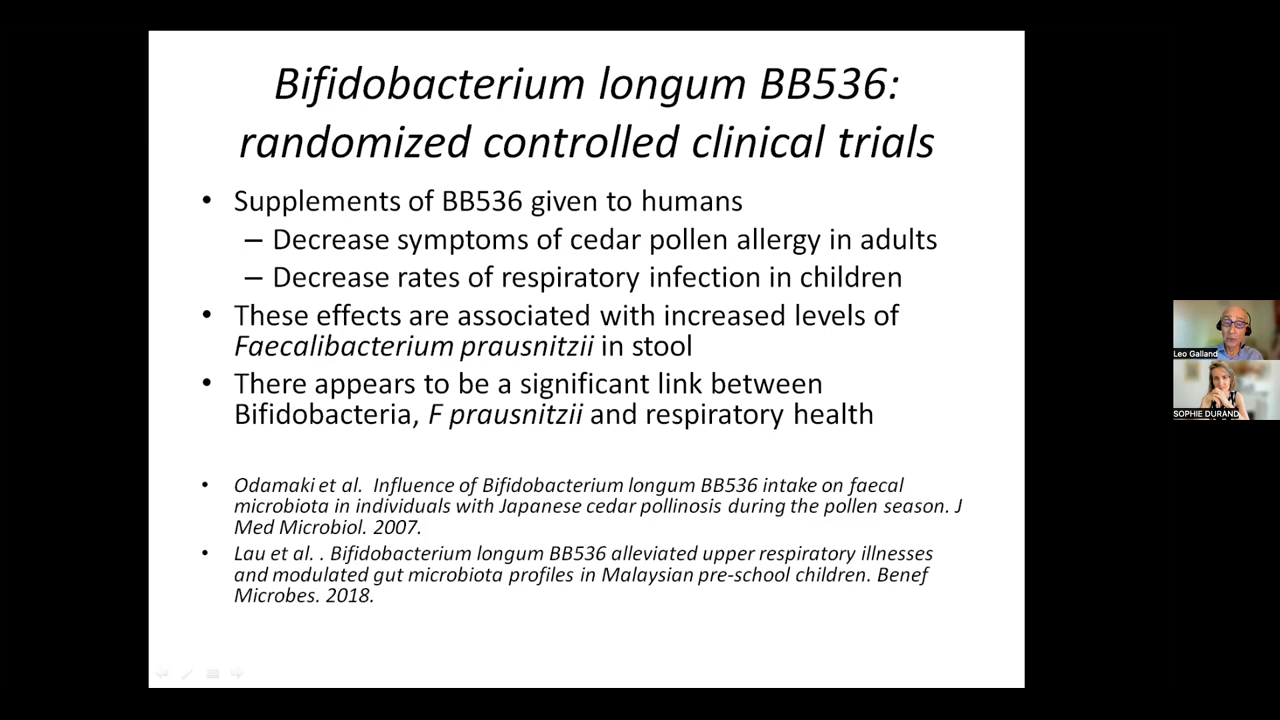 Bifidobacterium longum BB536:
randomized controlled clinical trials
• Supplements of BB536 given to humans
– Decrease symptoms of cedar pollen allergy in adults
– Decrease rates of respiratory infection in children
• These effects are associated with increased levels of
Faecalibacterium prausnitzii in stool
• There appears to be a significant link between
Bifidobacteria, F prausnitzii and respiratory health
• Odamaki et al. Influence of Bifidobacterium longum BB536 intake on faecal
microbiota in individuals with Japanese cedar pollinosis during the pollen season. J
Med Microbiol. 2007.
• Lau et al. . Bifidobacterium longum BB536 alleviated upper respiratory illnesses
and modulated gut microbiota profiles in Malaysian pre-school children. Benef
Microbes. 2018.
Leo Galland
SOPHIE DURAND